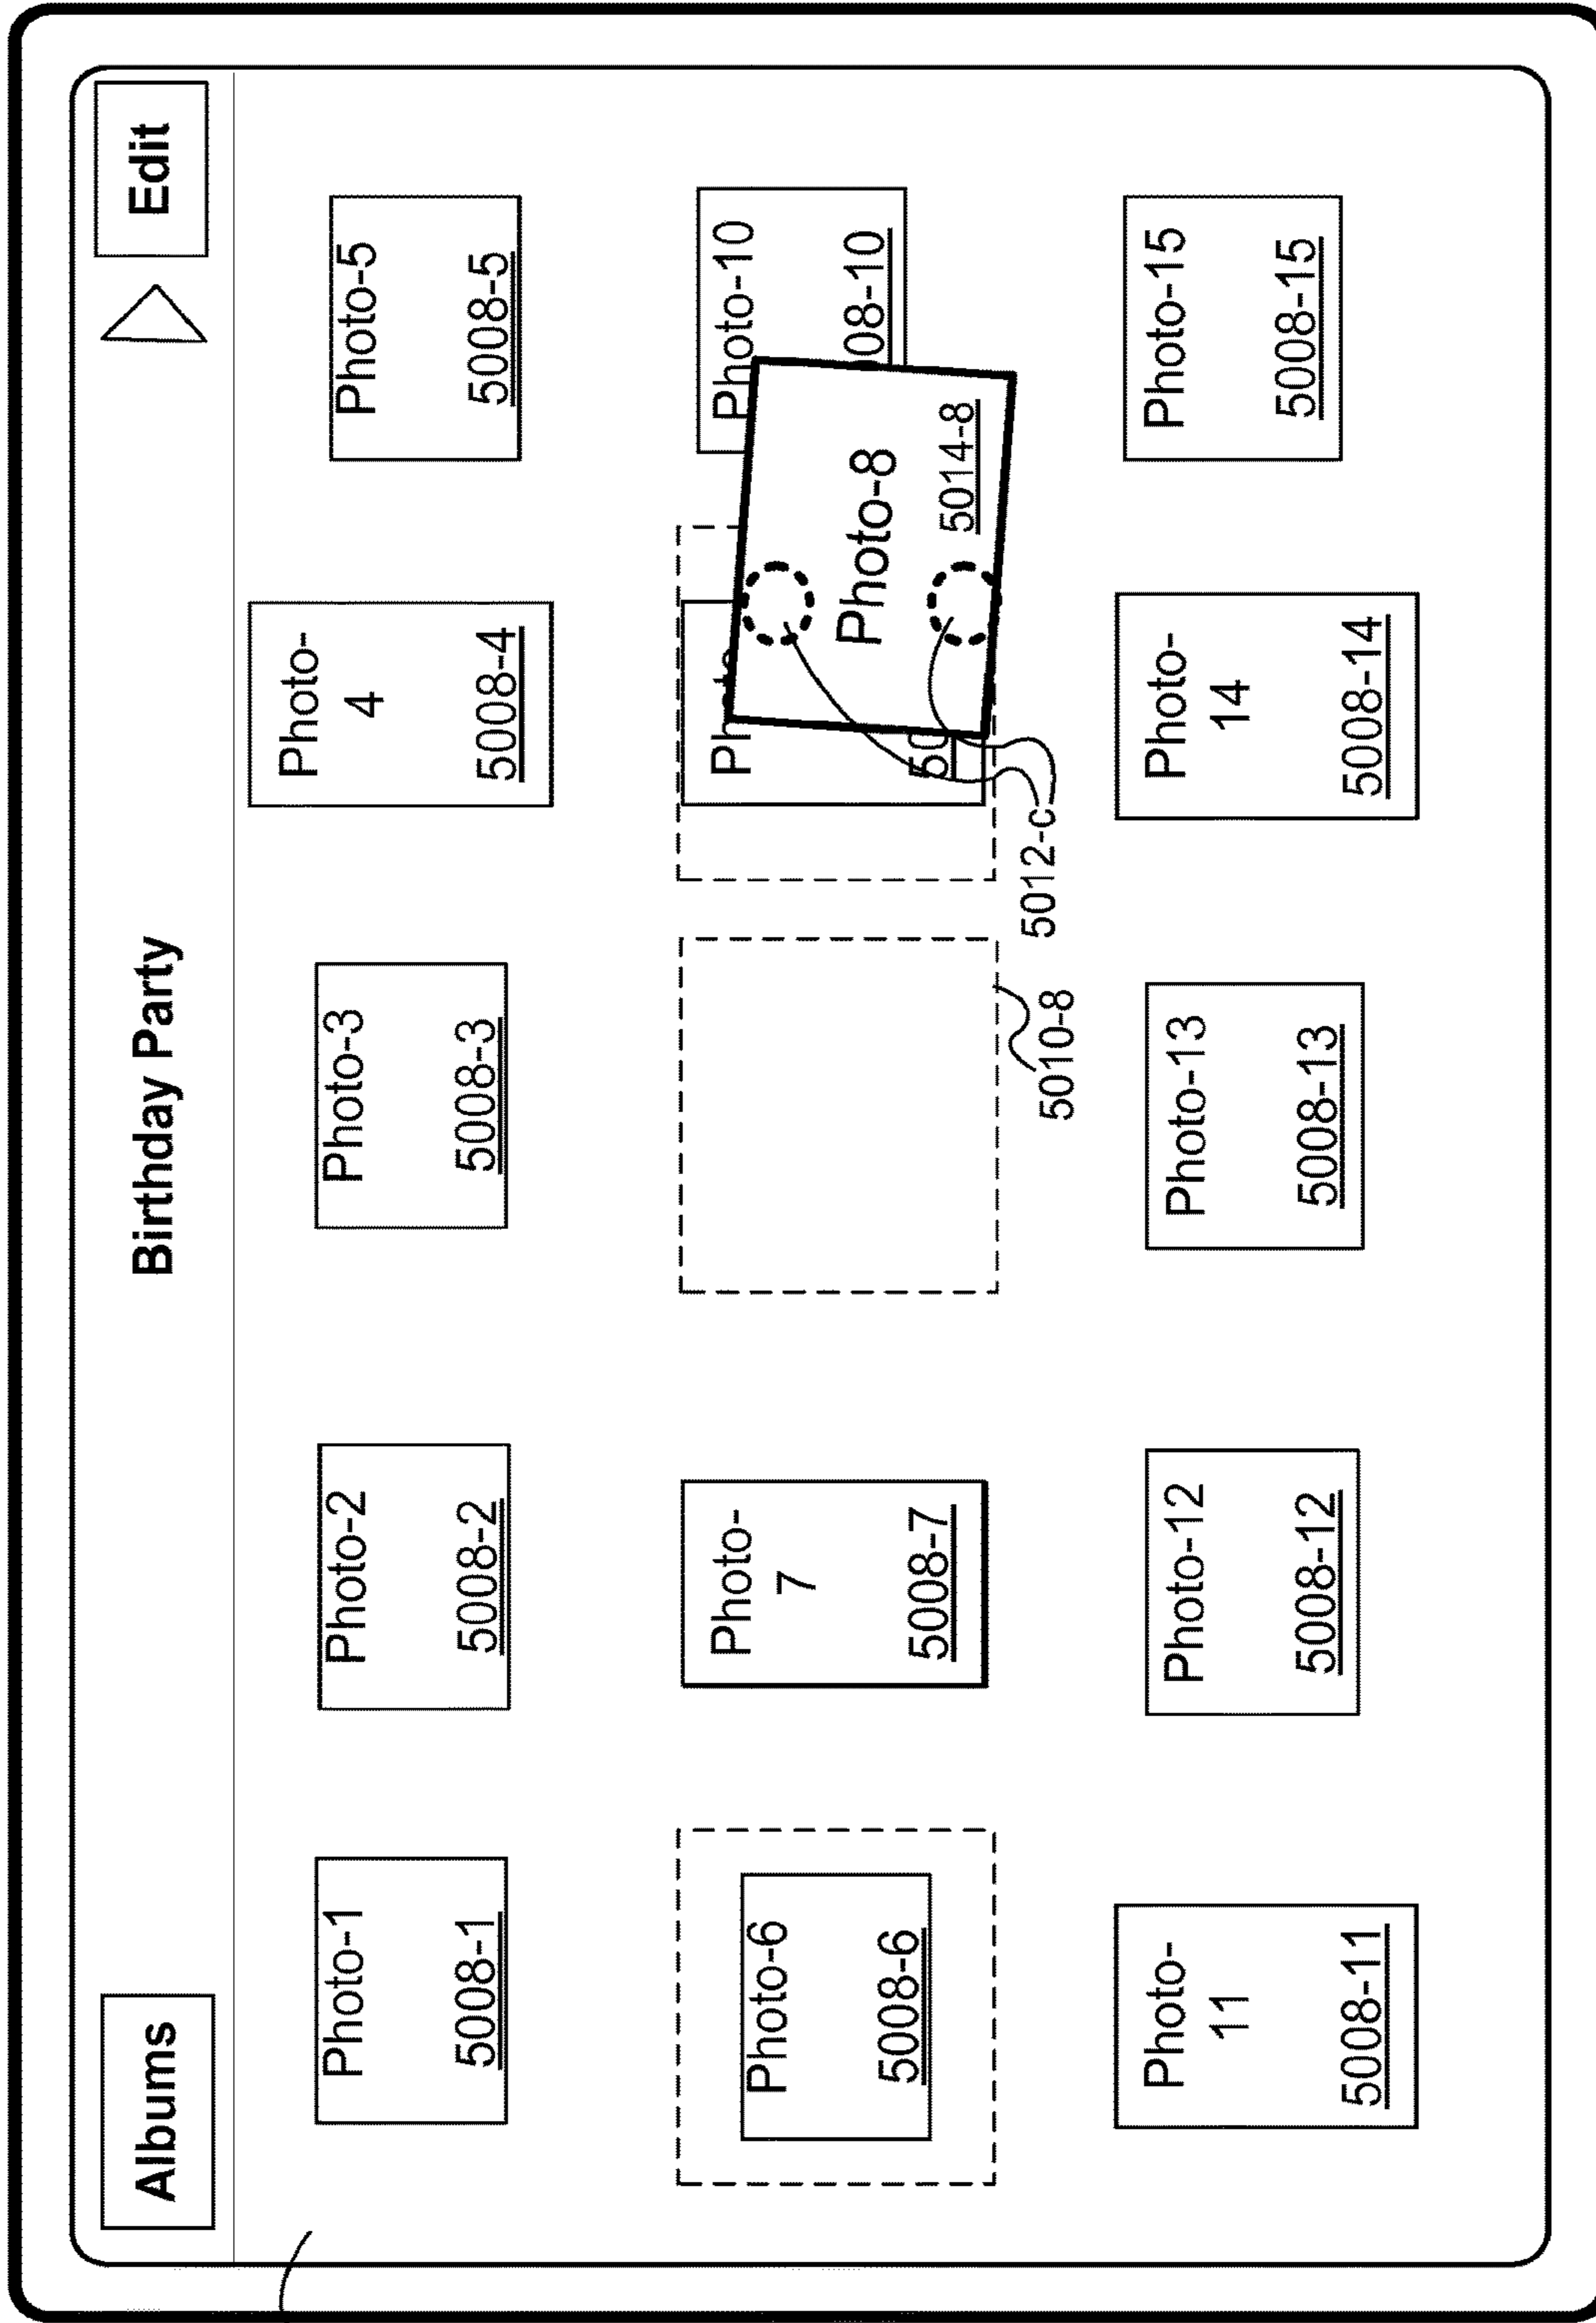 Albums
Birthday Party
Edit
Photo-1
5008-1
Photo-2
5008-2
Photo-3
5008-3
Photo-
4
5008-4
Photo-5
5008-5
Photo-6
5008-6
Photo-
7
5008-7
5010-8
5012-c
Photo-8
5014-8
Photo-10
Photo-
11
5008-11
Photo-12
5008-12
Photo-13
5008-13
Photo-
14
5008-14
Photo-15
5008-15